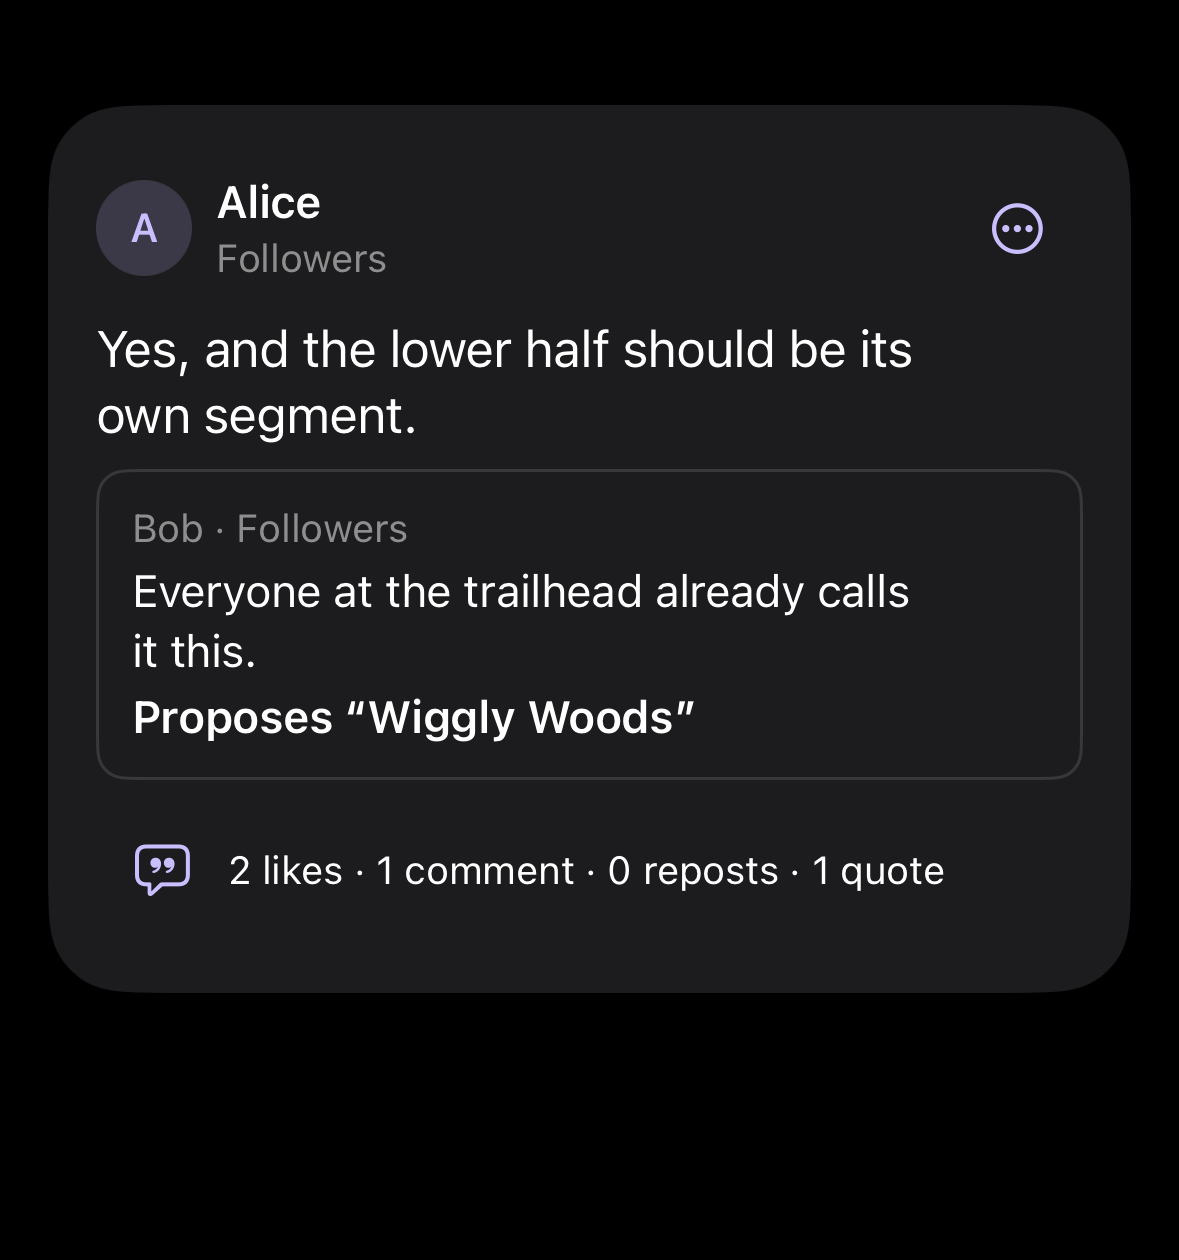 A
Alice
Followers
Yes, and the lower half should be its
own segment.
Bob · Followers
Everyone at the trailhead already calls
it this.
Proposes “Wiggly Woods”
2 likes · 1 comment · 0 reposts · 1 quote